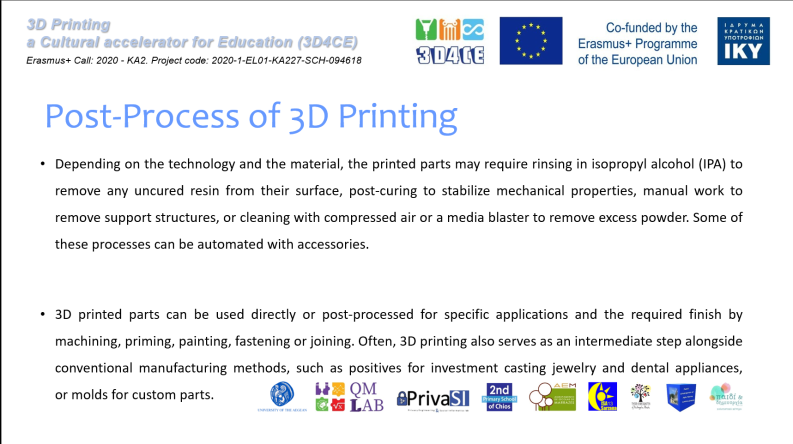 3D Printing
a Cultural accelerator for Education (3D4CE)
Erasmus+ Call: 2020 - KA2. Project code: 2020-1-EL01-KA227-SCH-094618
3D4CE
Co-funded by the
Erasmus+ Programme
of the European Union
ΙΔΡΥΜΑ
ΚΡΑΤΙΚΩΝ
ΥΠΟΤΡΟΦΙΩΝ
IKY
Post-Process of 3D Printing
• Depending on the technology and the material, the printed parts may require rinsing in isopropyl alcohol (IPA) to
remove any uncured resin from their surface, post-curing to stabilize mechanical properties, manual work to
remove support structures, or cleaning with compressed air or a media blaster to remove excess powder. Some of
these processes can be automated with accessories.
• 3D printed parts can be used directly or post-processed for specific applications and the required finish by
machining, priming, painting, fastening or joining. Often, 3D printing also serves as an intermediate step alongside
conventional manufacturing methods, such as positives for investment casting jewelry and dental appliances,
or molds for custom parts.
UNIVERSITY OF THE AEGEAN
QM
LAB
PrivaSI
2nd
Primary School
of Chios
AEM